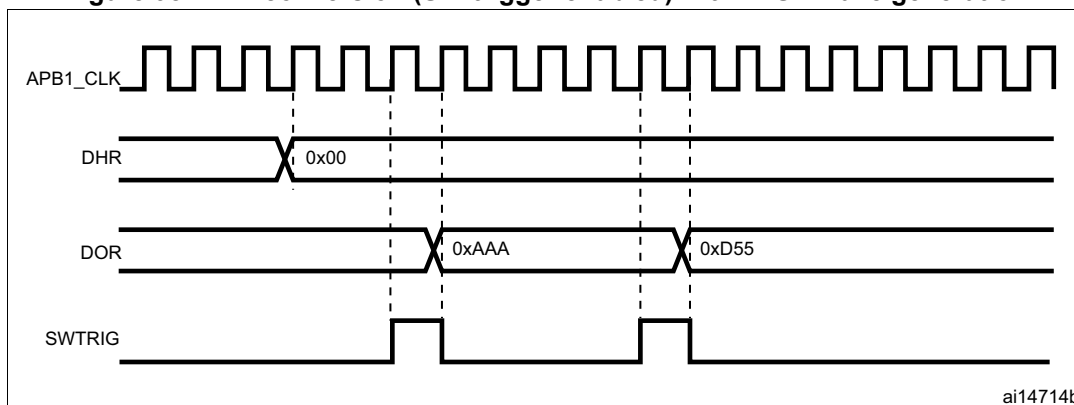 APB1_CLK
DHR
0x00
DOR
0xAAA
0xD55
SWTRIG
ai14714b